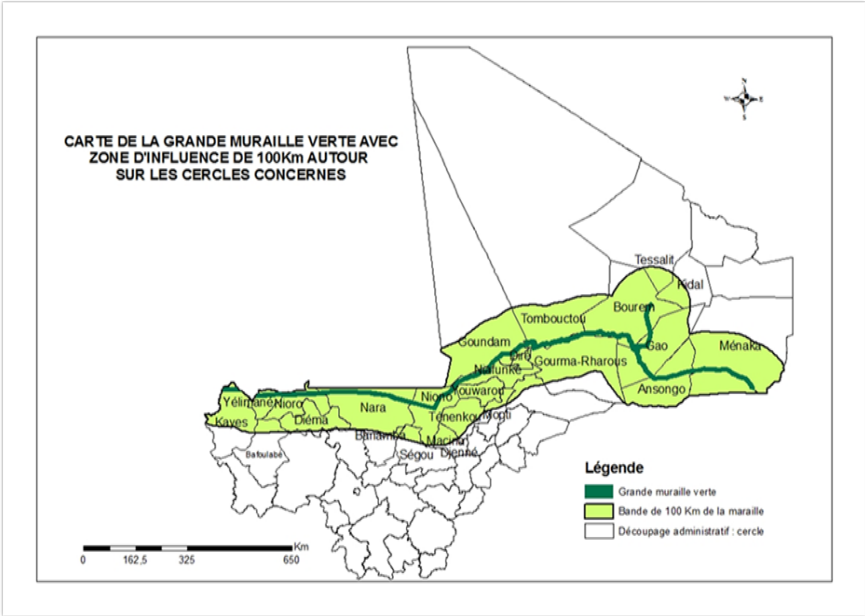 CARTE DE LA GRANDE MURAILLE VERTE AVEC
ZONE D'INFLUENCE DE 100Km AUTOUR
SUR LES CERCLES CONCERNES
N
W E
S
Tessalit
Kidal
Bourem
Tombouctou
Goundam
Gao
Ménaka
Diré
Gourma-Rharous
Niafunké
Ansongo
Youwarou
Niono
Yélimané
Nioro
Nara
Ténenkou
Mopti
Kayes
Diéma
Banamba
Macina
Ségou
Djenné
Bafoulabé
Légende
Grande muraille verte
Bande de 100 Km de la maraille
Découpage administratif : cercle
Km
0 162.5 325 650